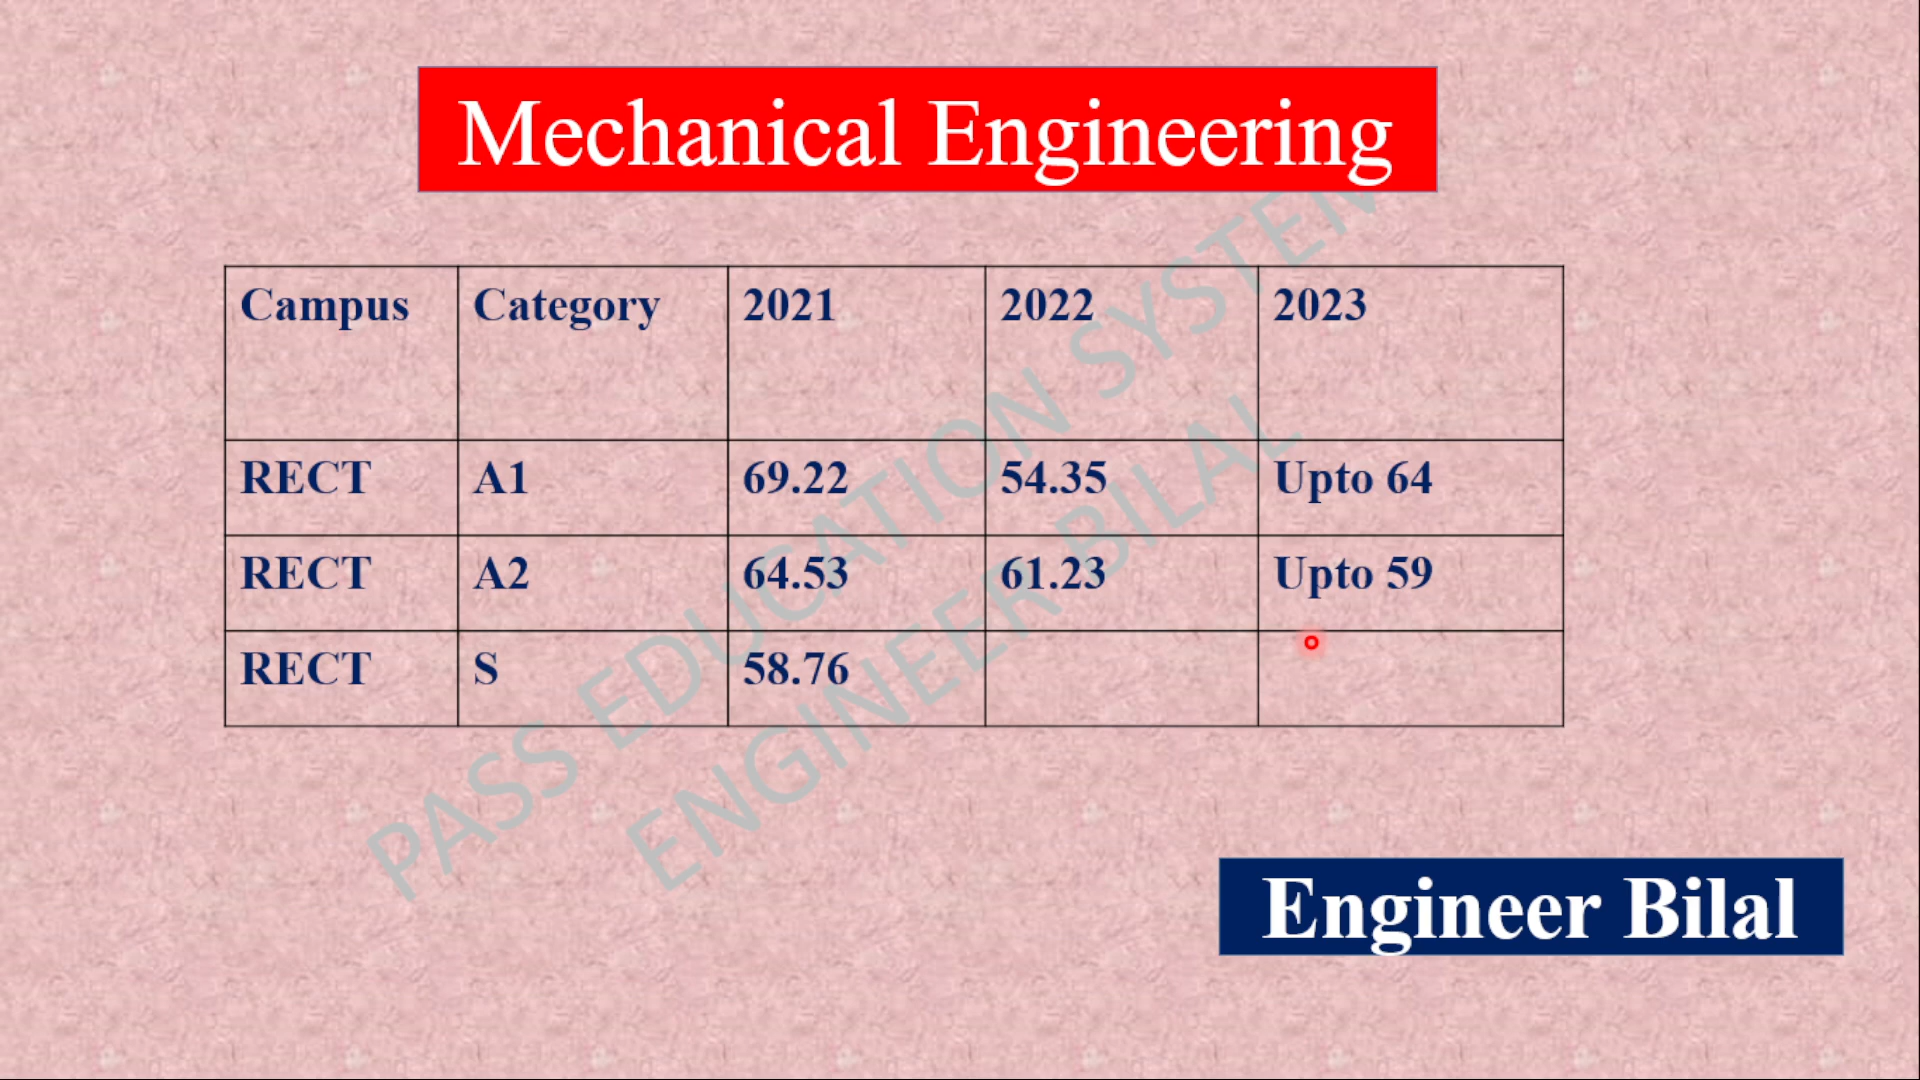 Mechanical Engineering
Campus Category 2021 2022 2023
RECT A1 69.22 54.35 Upto 64
RECT A2 64.53 61.23 Upto 59
RECT S 58.76
PASS EDUCATION SYSTEM
ENGINEER BILAL
Engineer Bilal